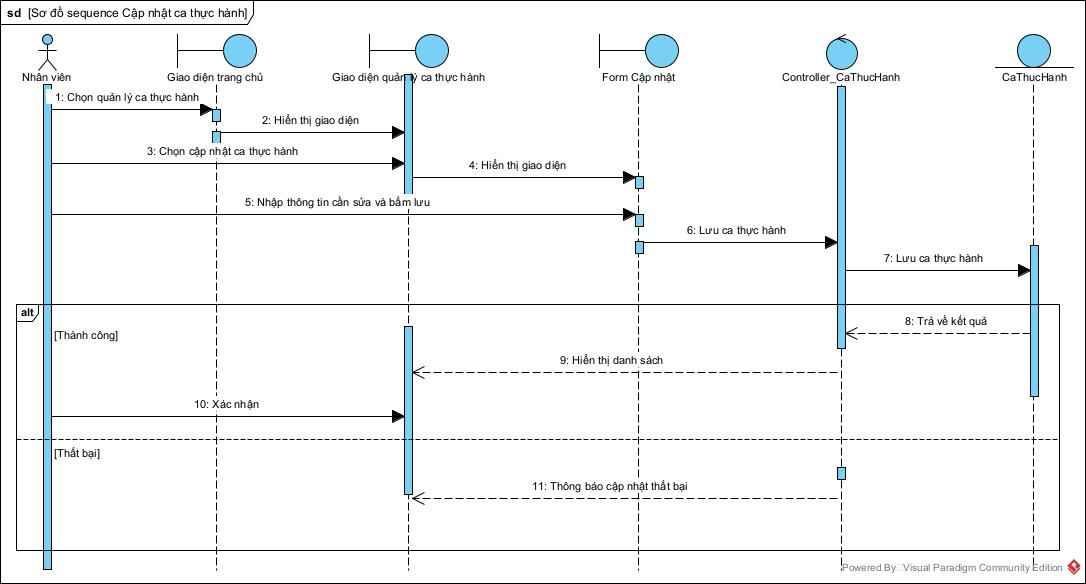 sd [Sơ đồ sequence Cập nhật ca thực hành]
Nhân viên
Giao diện trang chủ
Giao diện quản lý ca thực hành
Form Cập nhật
Controller_CaThucHanh
CaThucHanh
1: Chọn quản lý ca thực hành
2: Hiển thị giao diện
3: Chọn cập nhật ca thực hành
4: Hiển thị giao diện
5: Nhập thông tin cần sửa và bấm lưu
6: Lưu ca thực hành
7: Lưu ca thực hành
alt
8: Trả về kết quả
[Thành công]
9: Hiển thị danh sách
10: Xác nhận
[Thất bại]
11: Thông báo cập nhật thất bại
Powered By Visual Paradigm Community Edition